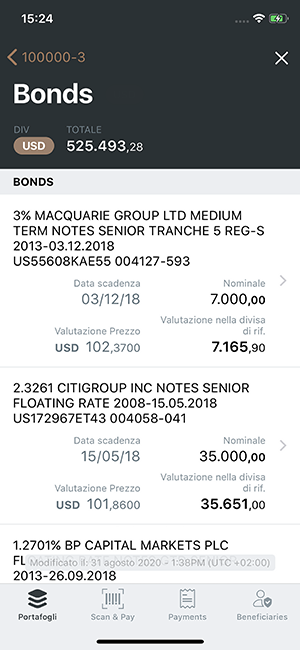 15:24
100000-3
Bonds
DIV TOTALE
USD 525.493,28
BONDS
3% MACQUARIE GROUP LTD MEDIUM
TERM NOTES SENIOR TRANCHE 5 REG-S
2013-03.12.2018
US55608KAE55 004127-593
Data scadenza Nominale
03/12/18 7.000,00
Valutazione Prezzo Valutazione nella divisa
di rif.
USD 102,3700 7.165,90
2.3261 CITIGROUP INC NOTES SENIOR
FLOATING RATE 2008-15.05.2018
US172967ET43 004058-041
Data scadenza Nominale
15/05/18 35.000,00
Valutazione Prezzo Valutazione nella divisa
di rif.
USD 101,8600 35.651,00
1.2701% BP CAPITAL MARKETS PLC
Modificato il: 31 agosto 2020 - 1:38PM (UTC +02:00)
2013-26.09.2018
Portafogli Scan & Pay Payments Beneficiaries